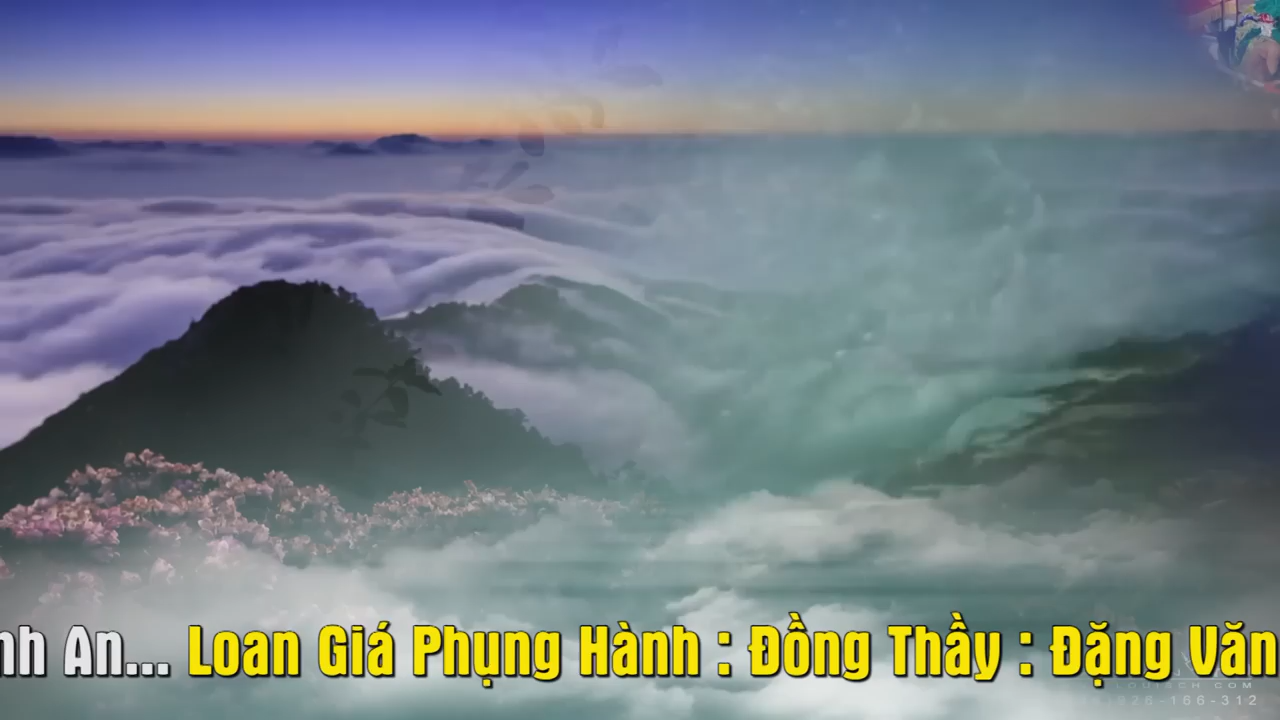 nh An... Loan Giá Phụng Hành : Đồng Thầy : Đặng Văn